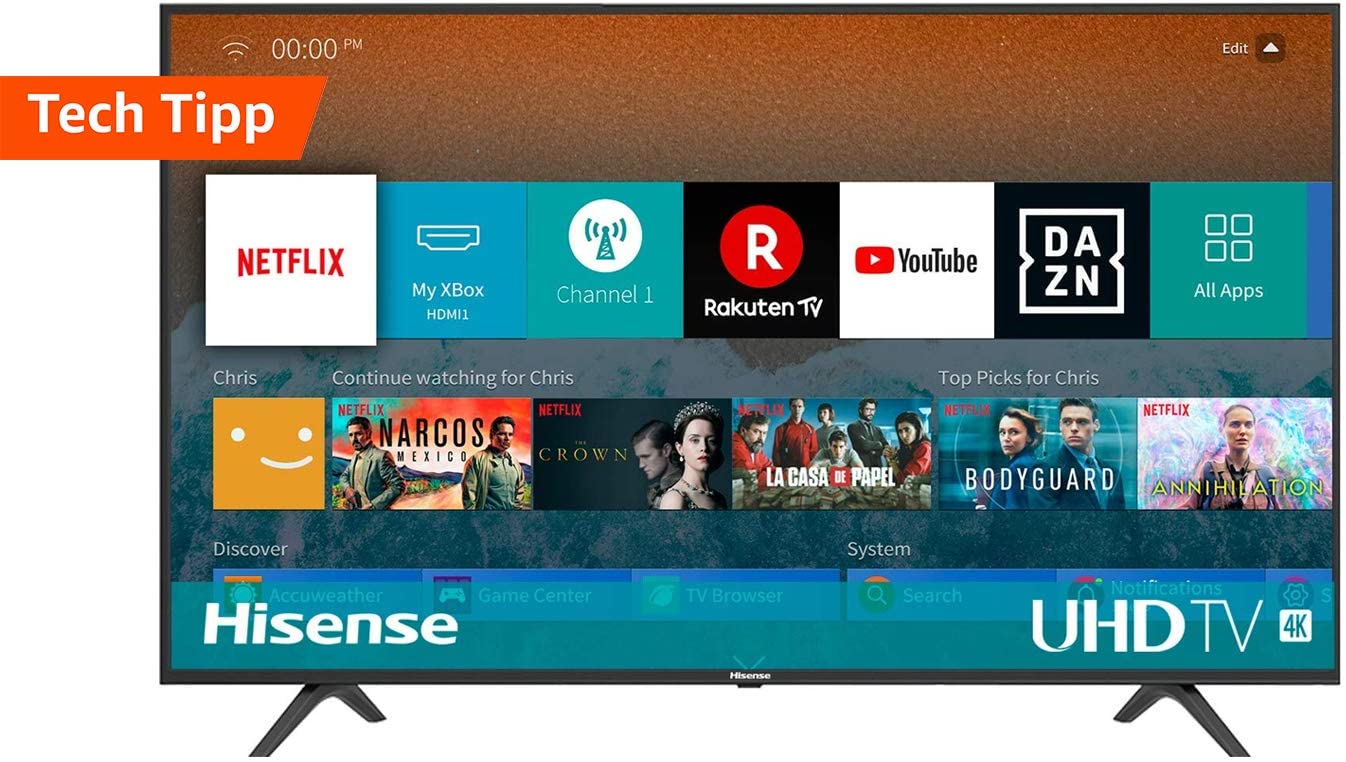 00:00 PM
Edit
Tech Tipp
NETFLIX
My XBox
HDMI1
Channel 1
R
Rakuten TV
YouTube
DA
ZN
All Apps
Chris
Continue watching for Chris
Top Picks for Chris
NETFLIX
NARCOS
MEXICO
NETFLIX
THE
CROWN
NETFLIX
LA CASA DE PAPEL
NETFLIX
BODYGUARD
NETFLIX
ANNIHILATION
Discover
System
Accuweather
Game Center
TV Browser
Search
Notifications
S
Hisense
UHD TV 4K
Hisense